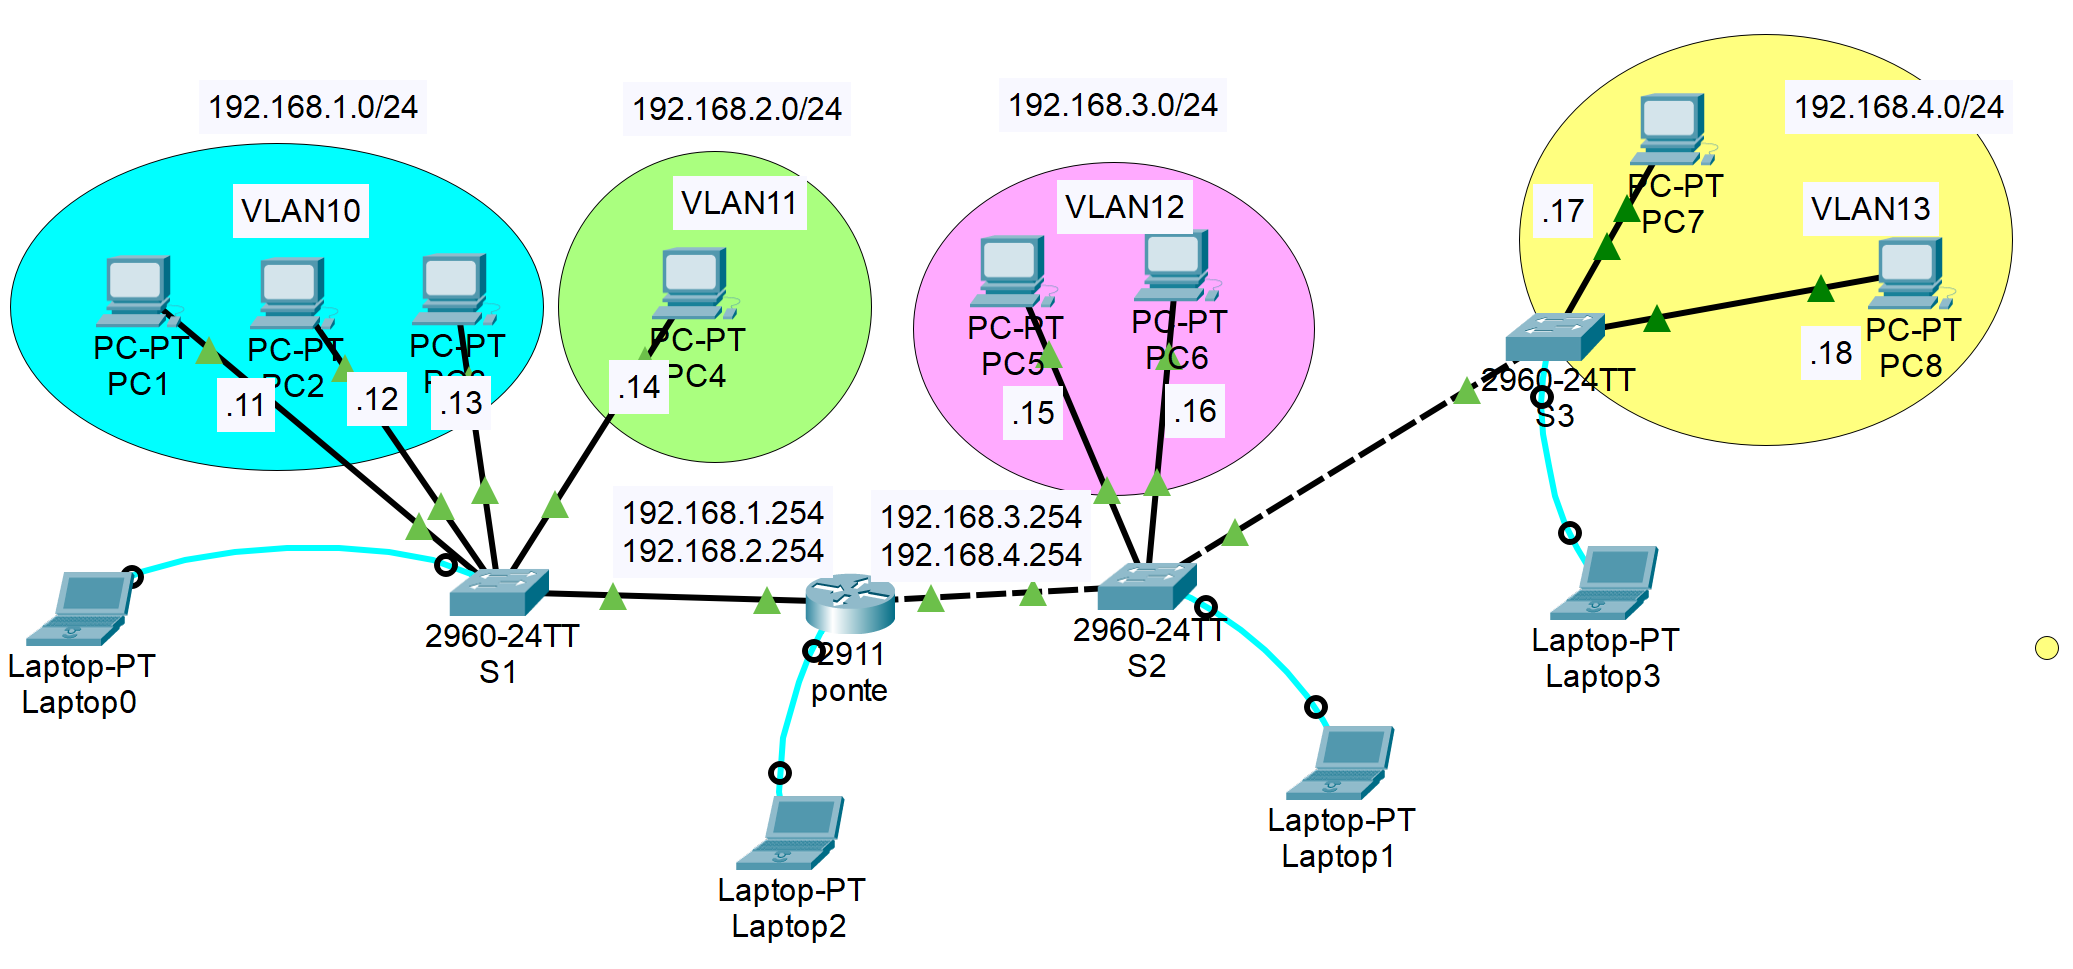 192.168.1.0/24
192.168.2.0/24
192.168.3.0/24
192.168.4.0/24
VLAN10
VLAN11
VLAN12
VLAN13
PC-PT
PC1
PC-PT
PC2
PC-PT
.11
.12
.13
PC-PT
PC4
.14
PC-PT
PC5
PC-PT
PC6
.15
.16
PC-PT
PC7
.17
PC-PT
PC8
.18
2960-24TT
S3
192.168.1.254
192.168.2.254
192.168.3.254
192.168.4.254
2960-24TT
S1
2911
ponte
2960-24TT
S2
Laptop-PT
Laptop0
Laptop-PT
Laptop3
Laptop-PT
Laptop1
Laptop-PT
Laptop2